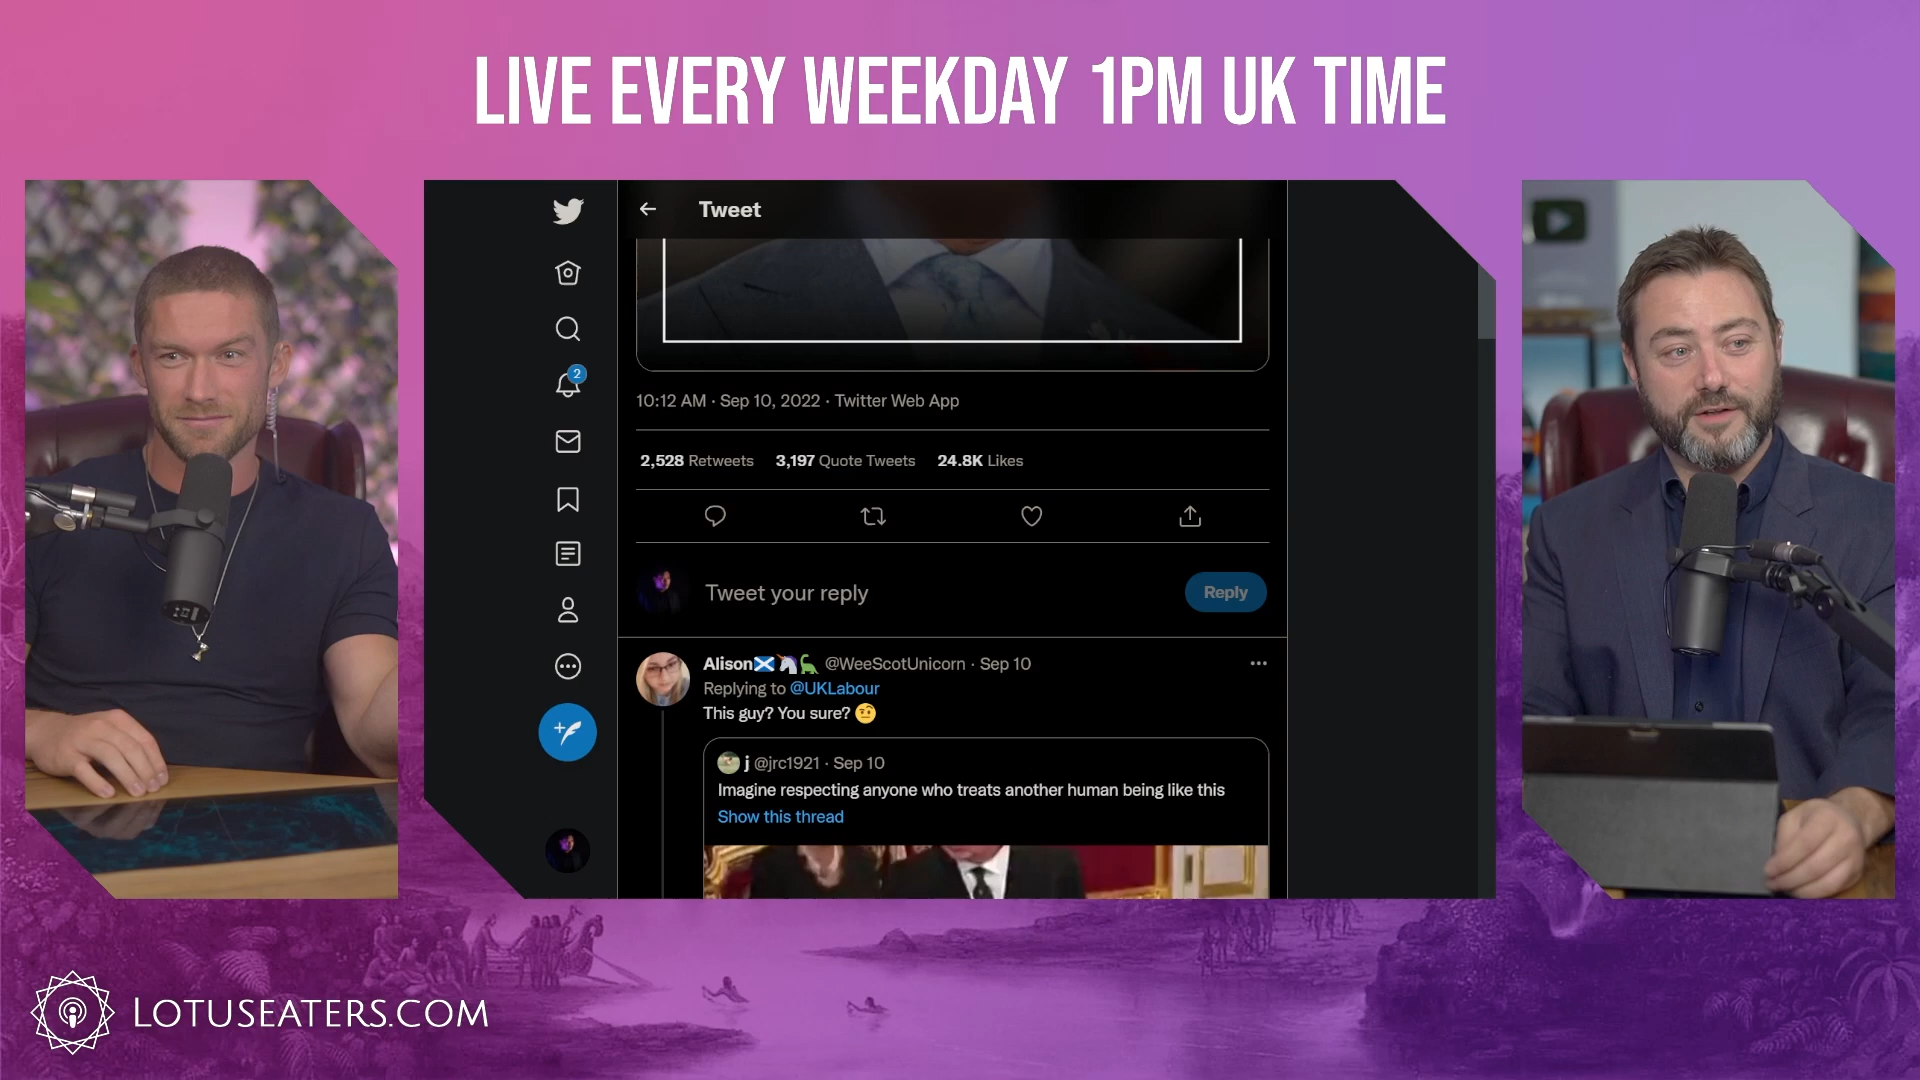 LIVE EVERY WEEKDAY 1PM UK TIME
Tweet
10:12 AM · Sep 10, 2022 · Twitter Web App
2,528 Retweets 3,197 Quote Tweets 24.8K Likes
2
Tweet your reply
Reply
Alison🏴󠁧󠁢󠁳󠁣󠁴󠁿🦄🦕 @WeeScotUnicorn · Sep 10
Replying to @UKLabour
This guy? You sure? 🤨
j @jrc1921 · Sep 10
Imagine respecting anyone who treats another human being like this
Show this thread
LOTUSEATERS.COM